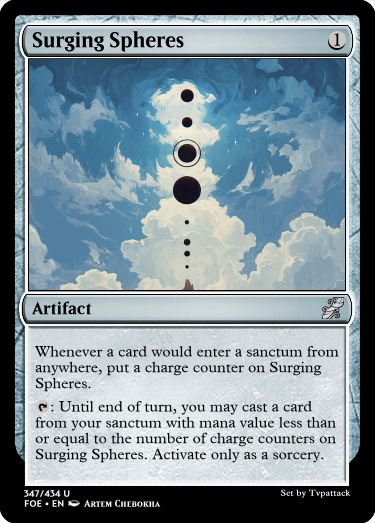 Surging Spheres 1
Artifact
Whenever a card would enter a sanctum from
anywhere, put a charge counter on Surging
Spheres.
: Until end of turn, you may cast a card
from your sanctum with mana value less than
or equal to the number of charge counters on
Surging Spheres. Activate only as a sorcery.
347/434 U
Set by Tvpattack
FOE • EN Artem Chebokha